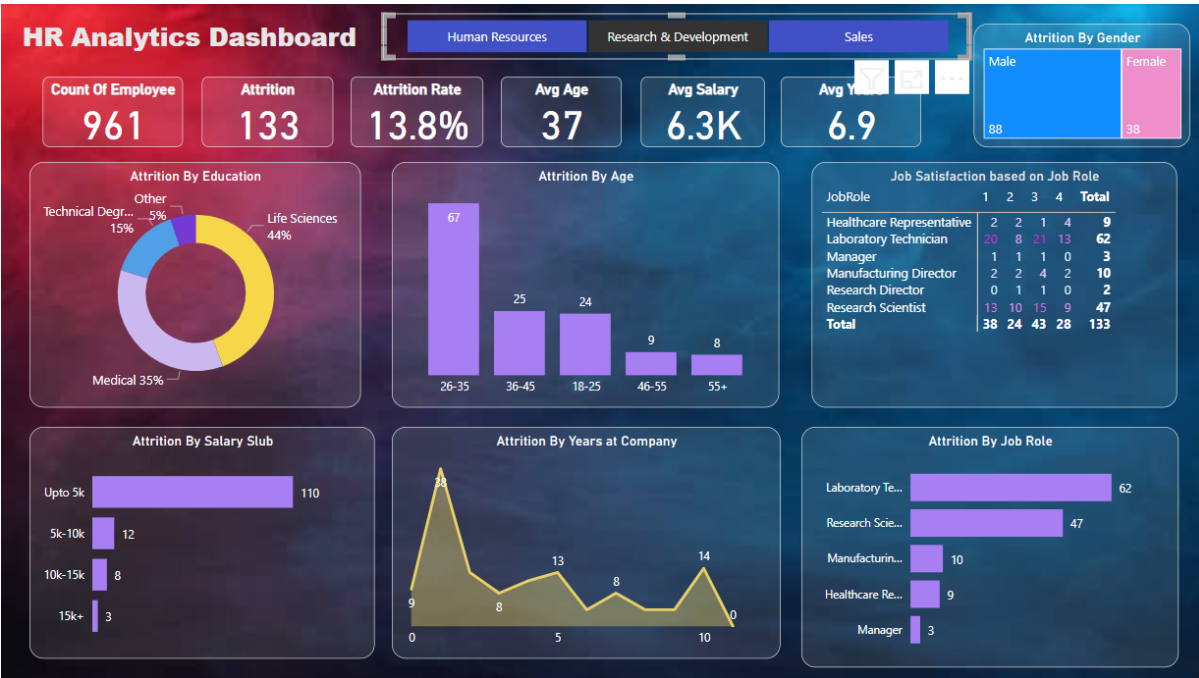 HR Analytics Dashboard
Human Resources
Research & Development
Sales
Attrition By Gender
Male
Female
88
38
Count Of Employee
961
Attrition
133
Attrition Rate
13.8%
Avg Age
37
Avg Salary
6.3K
Avg
6.9
Attrition By Education
Other
5%
Technical Degr...
15%
Life Sciences
44%
Medical 35%
Attrition By Age
67
25
24
9
8
26-35 36-45 18-25 46-55 55+
Job Satisfaction based on Job Role
JobRole 1 2 3 4 Total
Healthcare Representative 2 2 1 4 9
Laboratory Technician 20 8 21 13 62
Manager 1 1 1 0 3
Manufacturing Director 2 2 4 2 10
Research Director 0 1 1 0 2
Research Scientist 13 10 15 9 47
Total 38 24 43 28 133
Attrition By Salary Slub
Upto 5k 110
5k-10k 12
10k-15k 8
15k+ 3
Attrition By Years at Company
38
14
13
8
9
8
0
0 5 10
Attrition By Job Role
Laboratory Te... 62
Research Scie... 47
Manufacturin... 10
Healthcare Re... 9
Manager 3